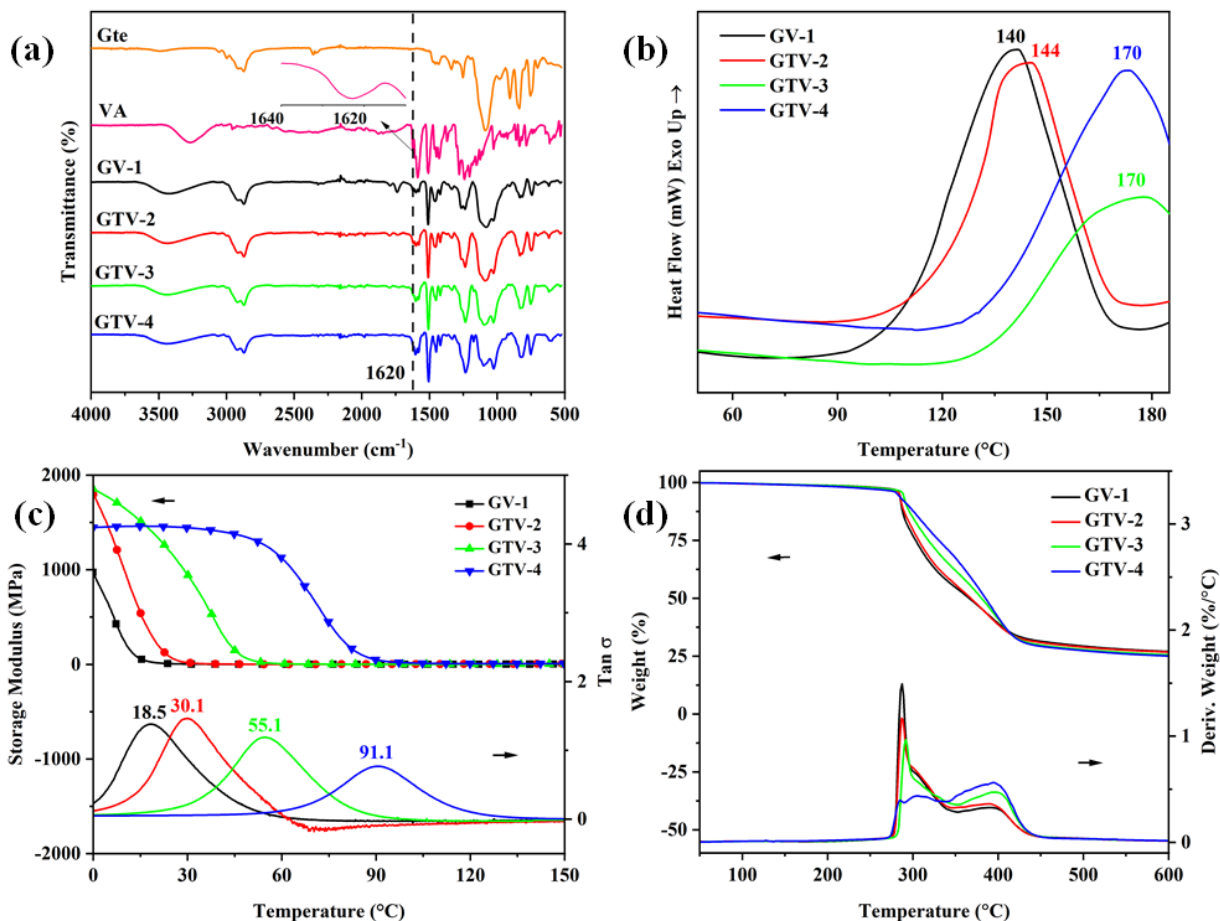 (a)
Gte
VA
1640
1620
GV-1
GTV-2
GTV-3
GTV-4
1620
Transmittance (%)
4000 3500 3000 2500 2000 1500 1000 500
Wavenumber (cm⁻¹)
(b)
GV-1
GTV-2
GTV-3
GTV-4
140
144
170
170
Heat Flow (mW) Exo Up →
60 90 120 150 180
Temperature (°C)
(c)
GV-1
GTV-2
GTV-3
GTV-4
2000
1000
0
-1000
-2000
Storage Modulus (MPa)
4
2
0
Tan σ
18.5
30.1
55.1
91.1
0 30 60 90 120 150
Temperature (°C)
(d)
GV-1
GTV-2
GTV-3
GTV-4
100
75
50
25
0
-25
-50
Weight (%)
3
2
1
0
Deriv. Weight (%/°C)
100 200 300 400 500 600
Temperature (°C)